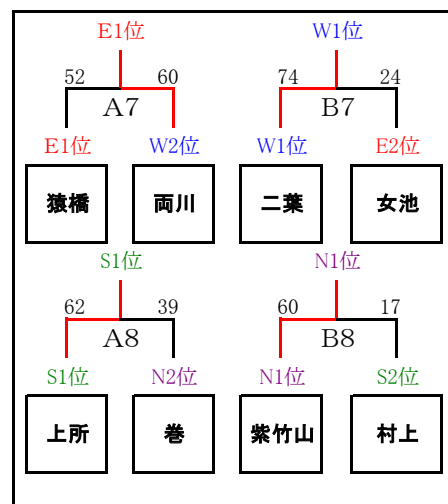 E1位 W1位
52 60 74 24
A7 B7
E1位 W2位 W1位 E2位
猿橋 両川 二葉 女池
S1位 N1位
62 39 60 17
A8 B8
S1位 N2位 N1位 S2位
上所 巻 紫竹山 村上